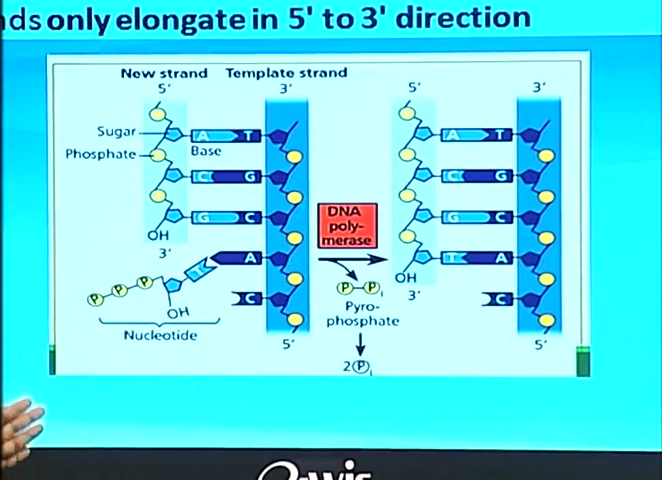 only elongate in 5' to 3' direction
New strand Template strand
5' 3' 5' 3'
Sugar
A T A T
Phosphate
Base
C G C G
G C G C
OH
3'
DNA
poly-
merase
T A T A
OH
3'
P P P
P P i
C C
OH
Pyro-
phosphate
Nucleotide
5' 5'
2 P i